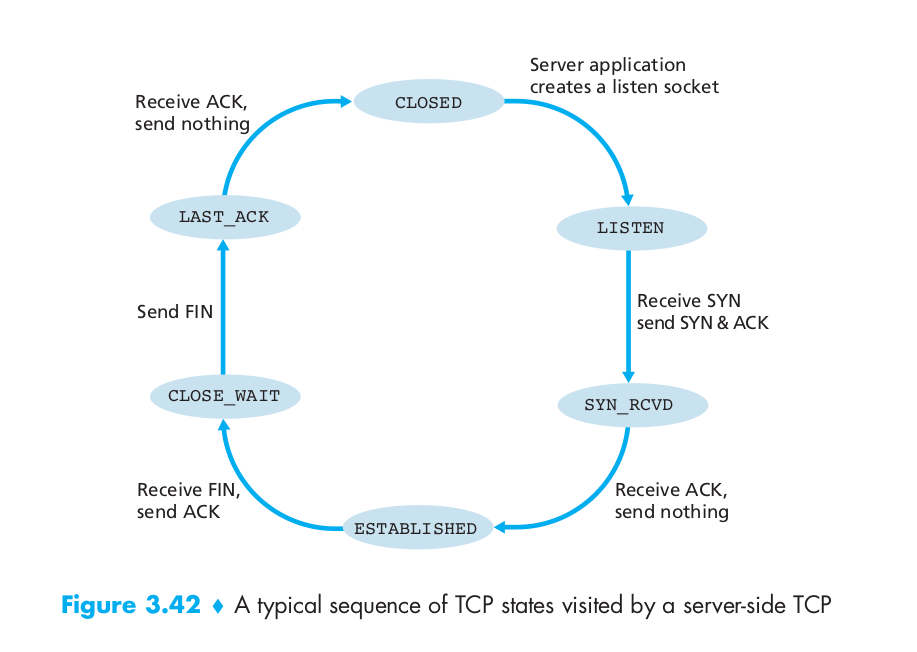 Server application
creates a listen socket
CLOSED
Receive ACK,
send nothing
LAST_ACK
LISTEN
Send FIN
Receive SYN
send SYN & ACK
CLOSE_WAIT
SYN_RCVD
Receive FIN,
send ACK
Receive ACK,
send nothing
ESTABLISHED
Figure 3.42 ♦ A typical sequence of TCP states visited by a server-side TCP